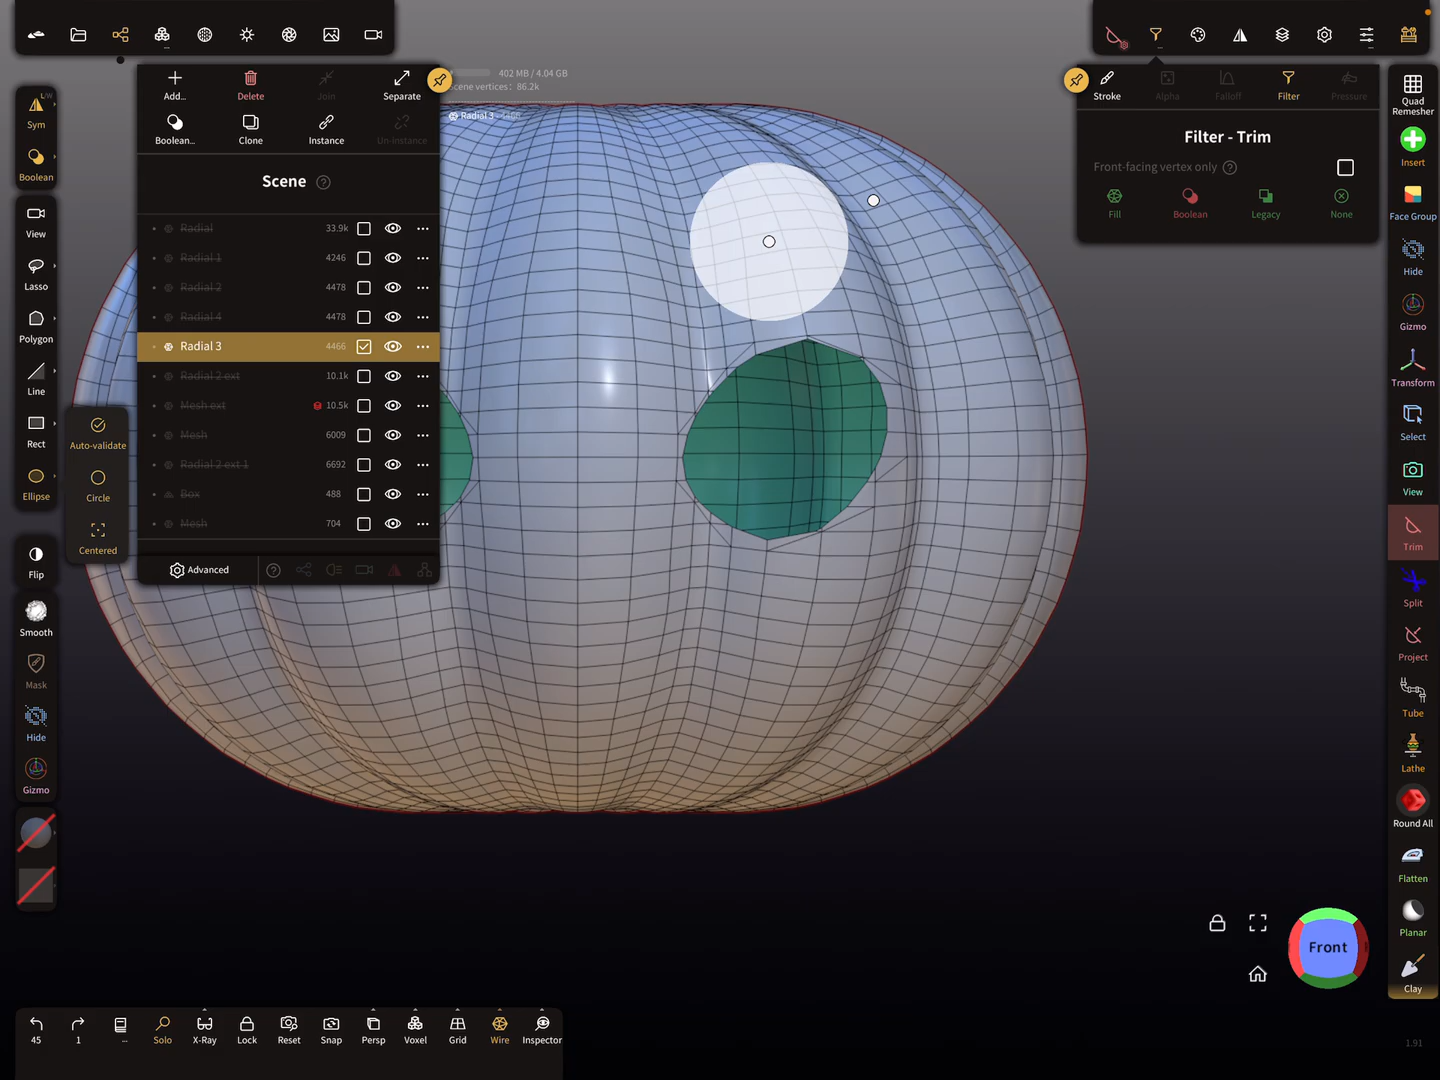 Add...
Delete
Join
Separate
Boolean...
Clone
Instance
Un-instance
402 MB / 4.04 GB
Scene vertices: 86.2k
Radial 3 - 4466
Scene
Radial 33.9k
Radial 1 4246
Radial 2 4478
Radial 4 4478
Radial 3 4466
Radial 2 ext 10.1k
Mesh ext 10.5k
Mesh 6009
Radial 2 ext 1 6692
Box 488
Mesh 704
Advanced
L/W
Sym
Boolean
View
Lasso
Polygon
Line
Rect
Ellipse
Auto-validate
Circle
Centered
Flip
Smooth
Mask
Hide
Gizmo
Stroke
Alpha
Falloff
Filter
Pressure
Filter - Trim
Front-facing vertex only
Fill
Boolean
Legacy
None
Quad
Remesher
Insert
Face Group
Hide
Gizmo
Transform
Select
View
Trim
Split
Project
Tube
Lathe
Round All
Flatten
Planar
Clay
Front
45
1
...
Solo
X-Ray
Lock
Reset
Snap
Persp
Voxel
Grid
Wire
Inspector
1.91